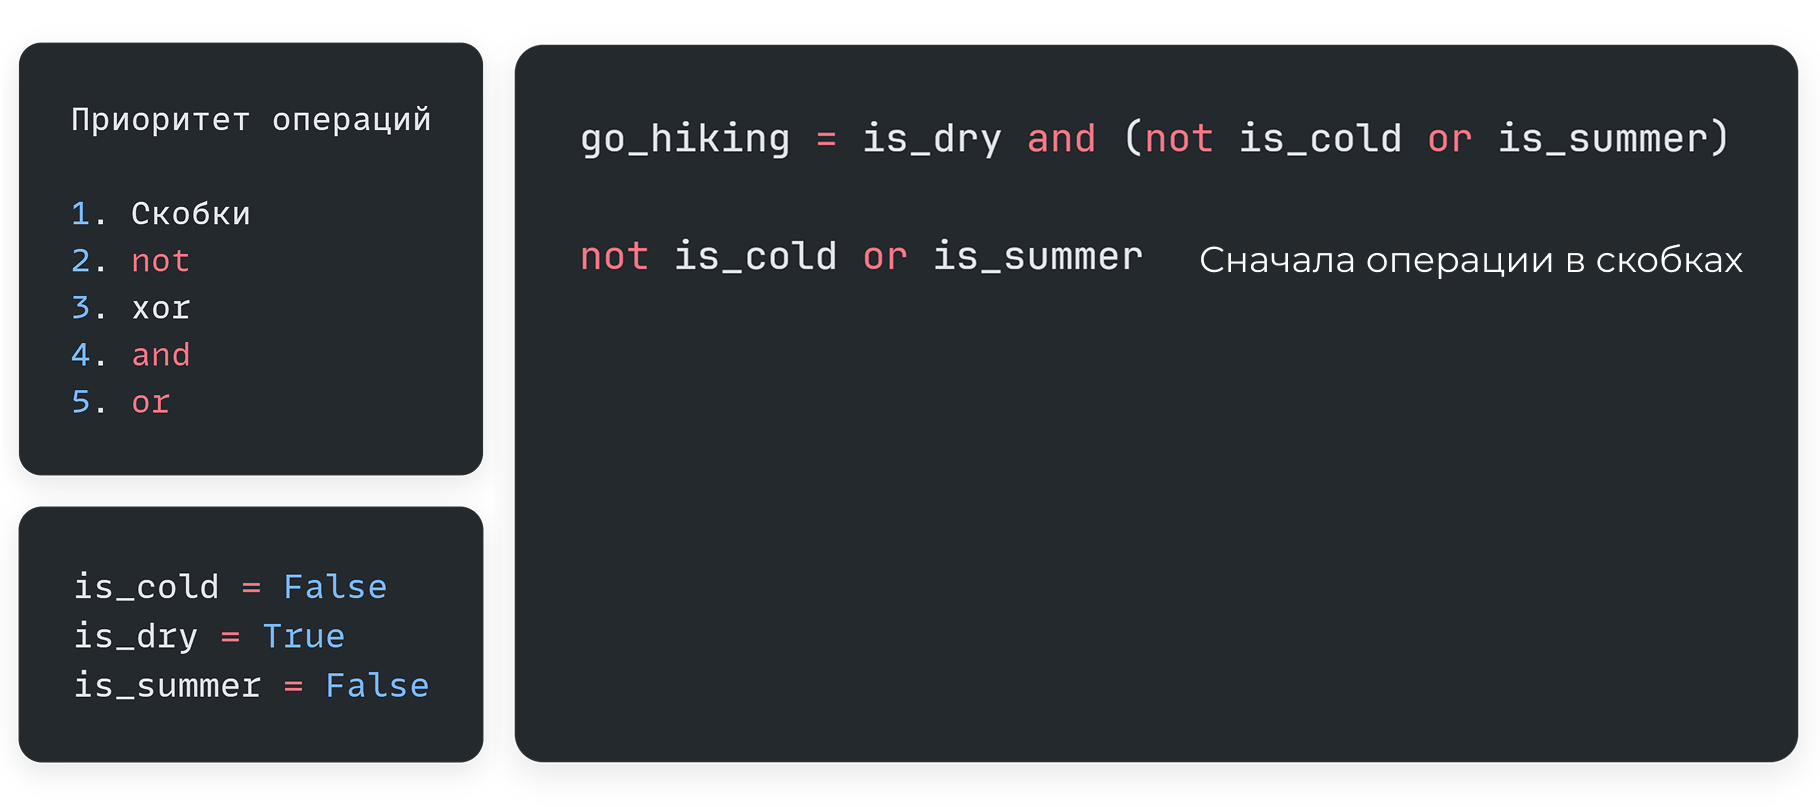 Приоритет операций
1. Скобки
2. not
3. xor
4. and
5. or
is_cold = False
is_dry = True
is_summer = False
go_hiking = is_dry and (not is_cold or is_summer)
not is_cold or is_summer Сначала операции в скобках